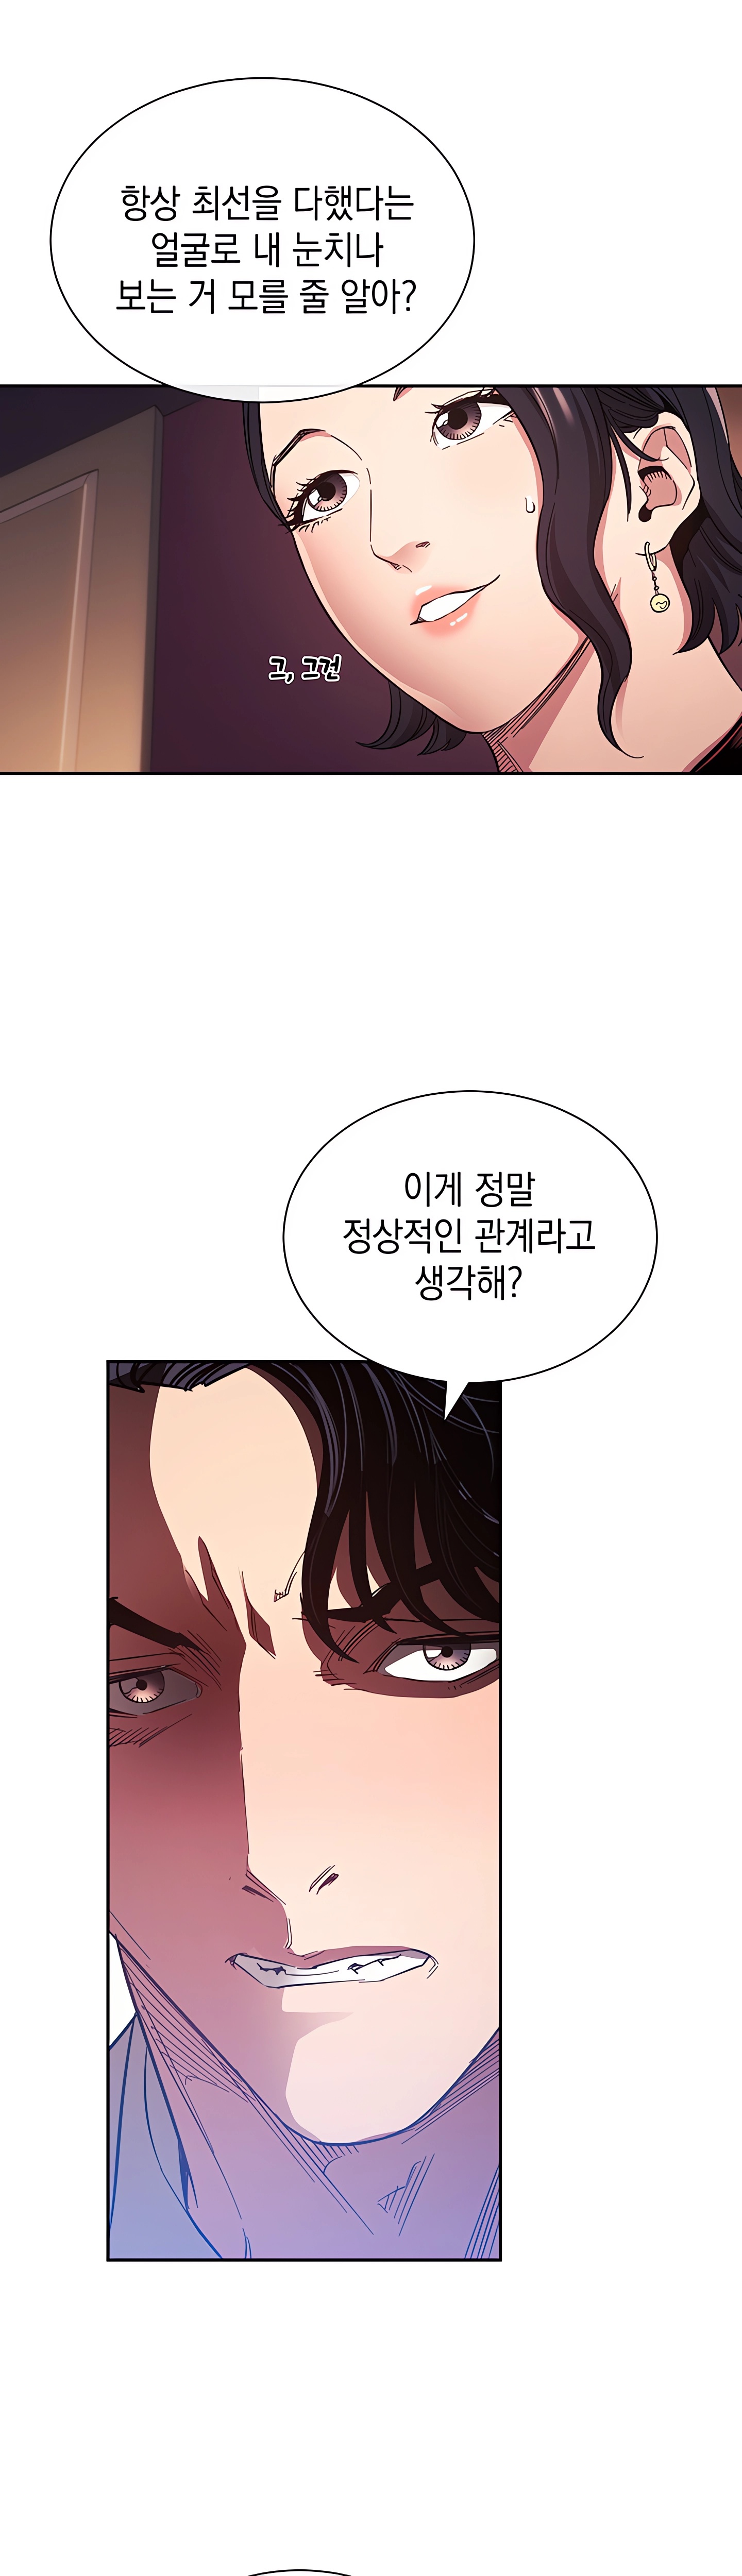 항상 최선을 다했다는
얼굴로 내 눈치나
보는 거 모를 줄 알아?
그, 그건
이게 정말
정상적인 관계라고
생각해?